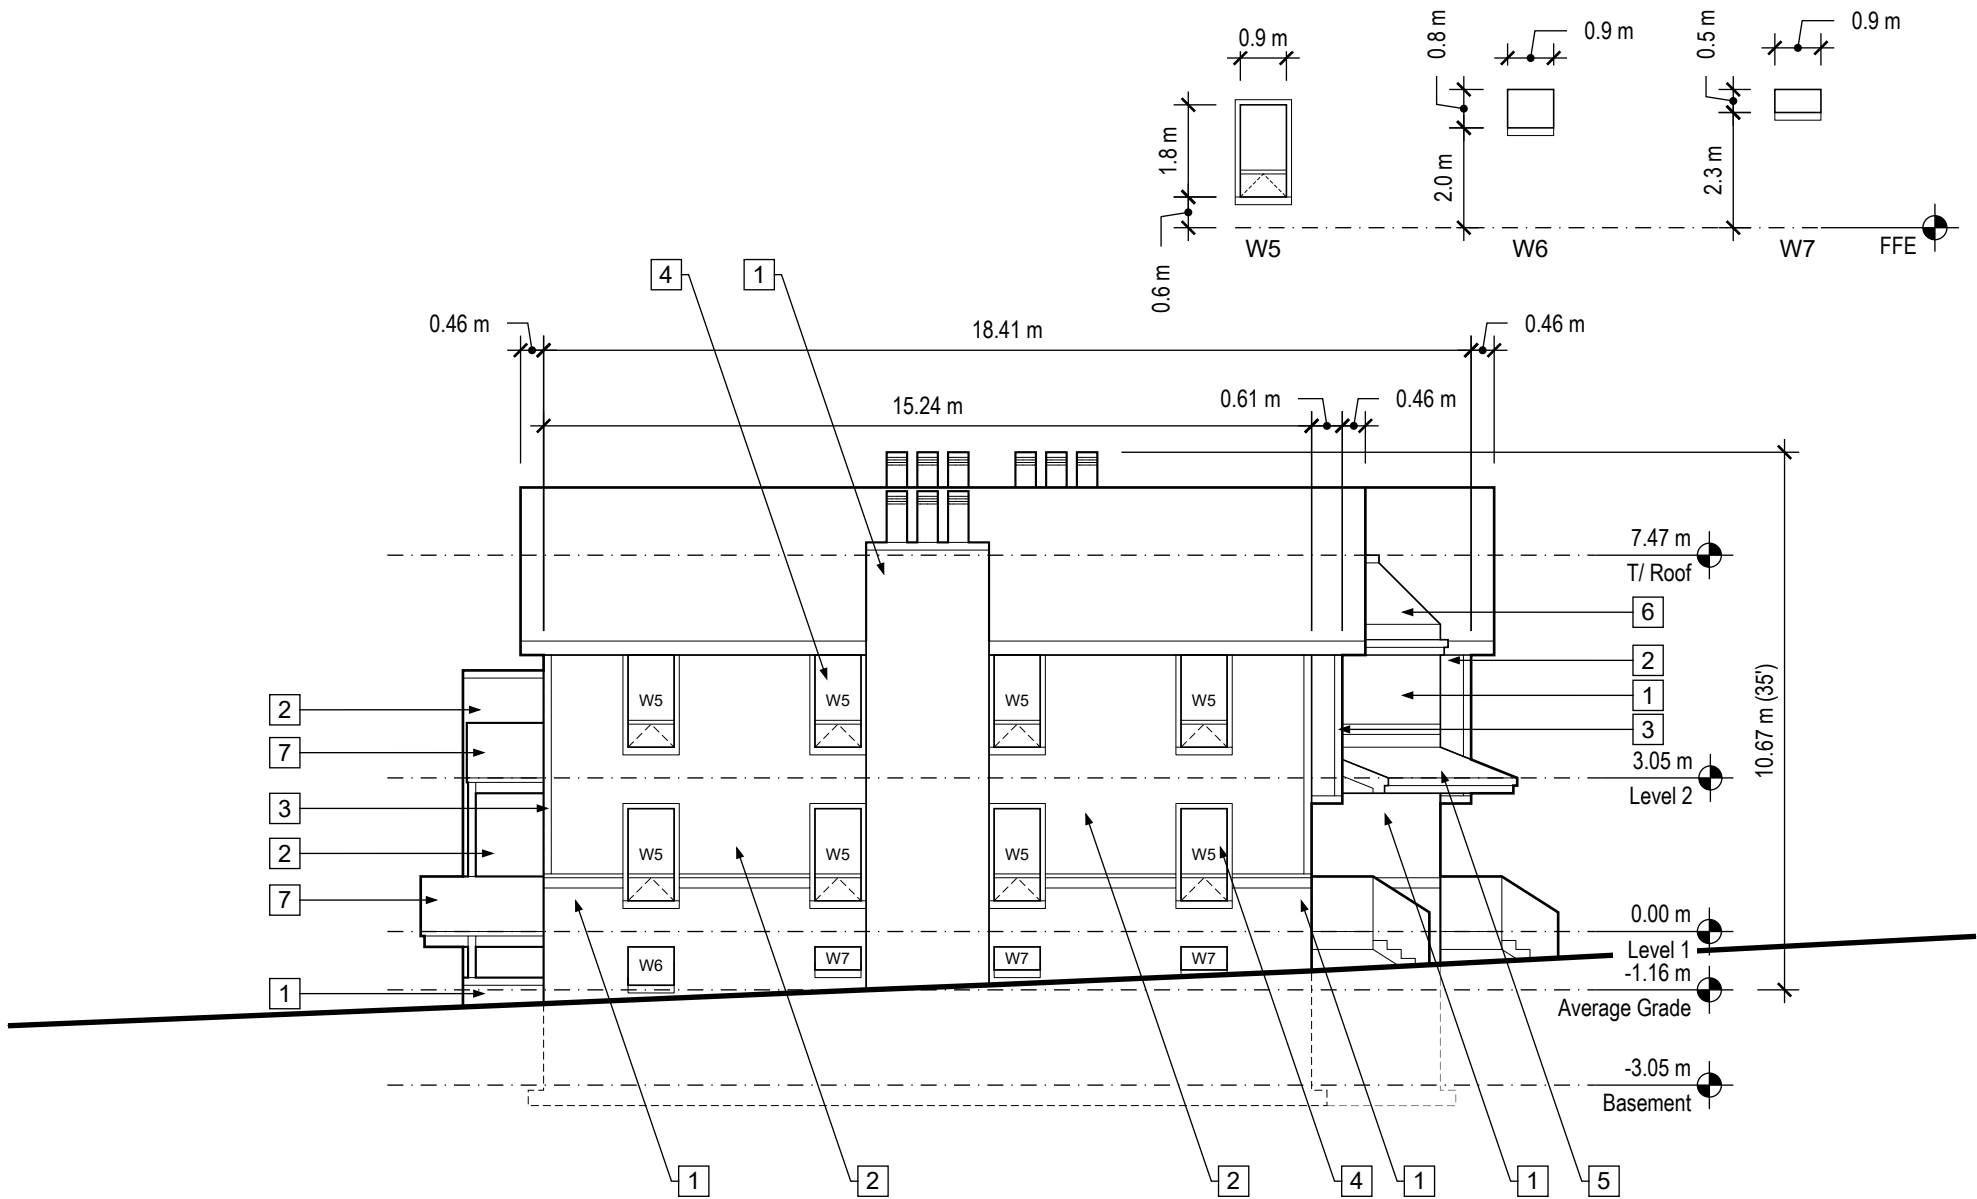 0.9 m
0.8 m
0.9 m
0.5 m
0.9 m
1.8 m
2.0 m
2.3 m
0.6 m
W5
W6
W7
FFE
4
1
0.46 m
18.41 m
0.46 m
15.24 m
0.61 m
0.46 m
7.47 m
T/ Roof
6
2
1
3
10.67 m (35')
W5
W5
W5
W5
2
7
3
2
7
1
3.05 m
Level 2
W5
W5
W5
W5
0.00 m
Level 1
W6
W7
W7
W7
-1.16 m
Average Grade
-3.05 m
Basement
1
2
2
4
1
1
5